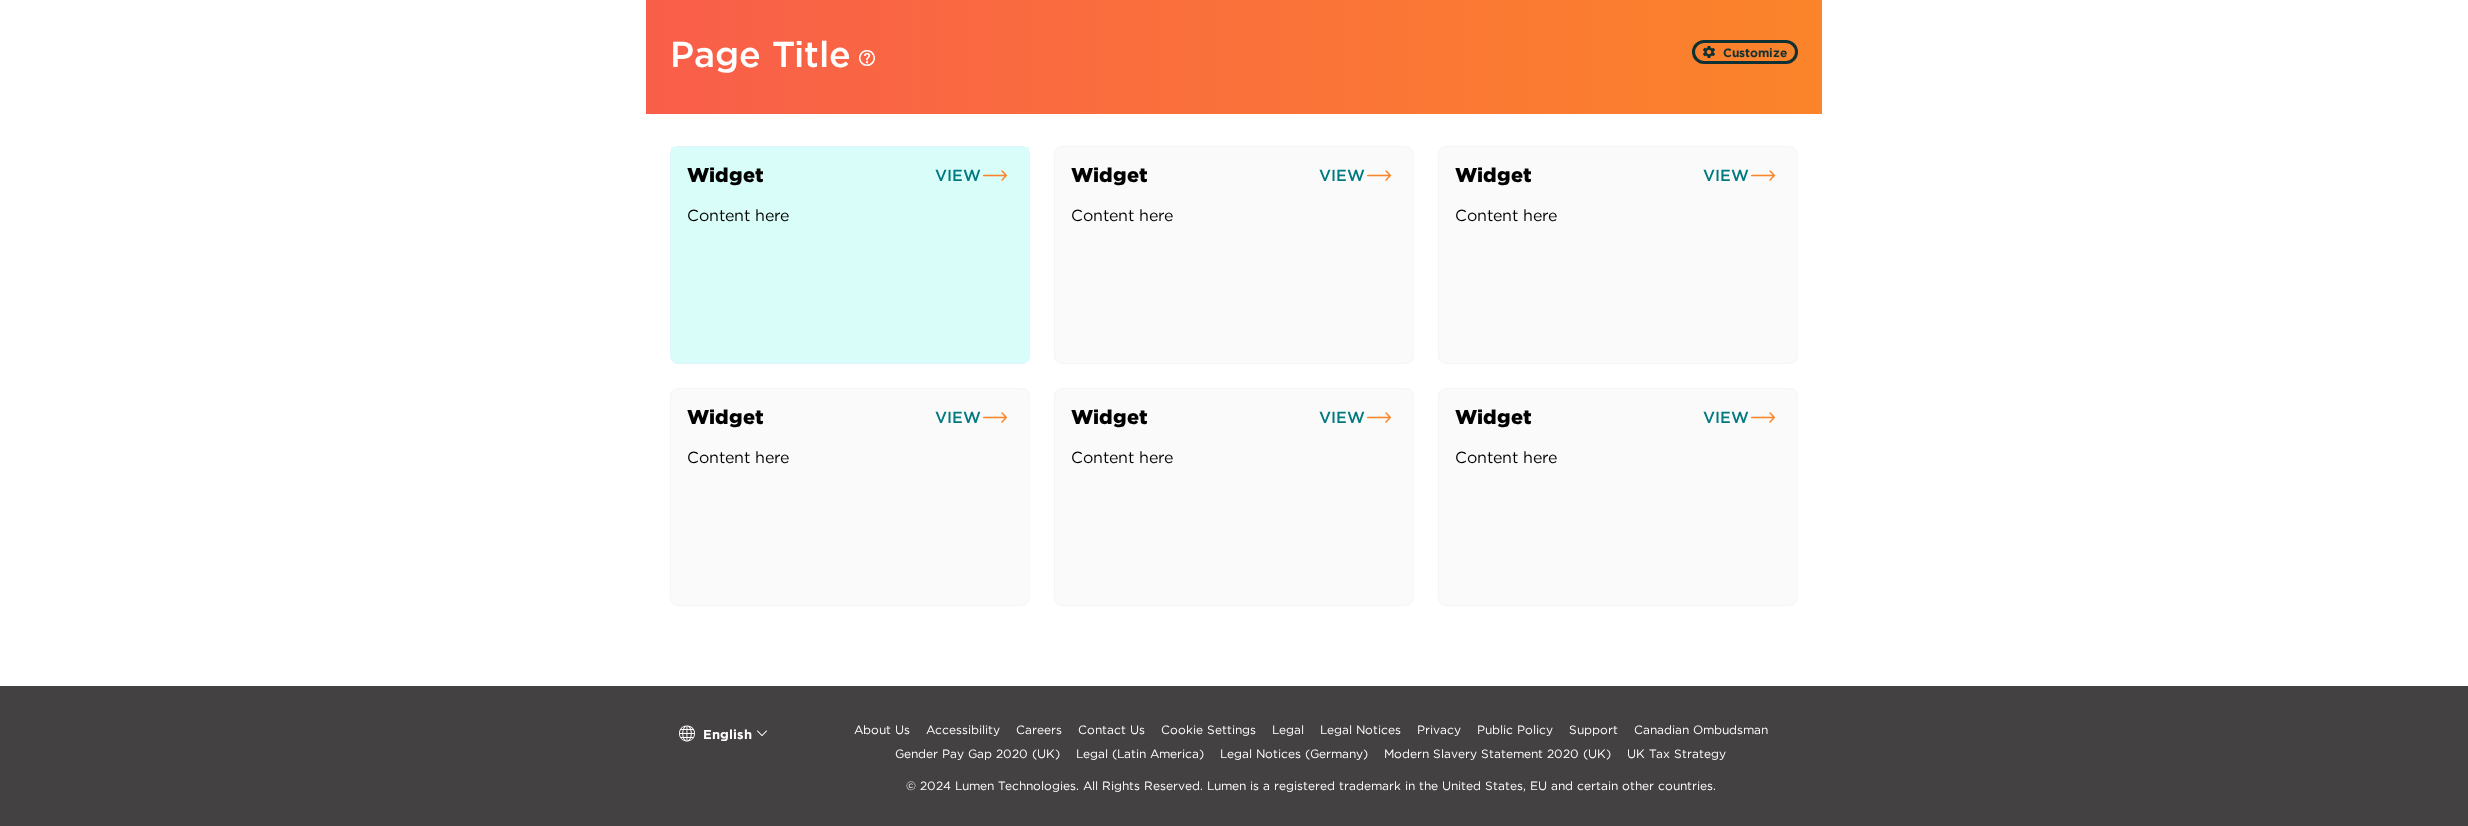 Page Title
Customize
Widget VIEW
Content here
Widget VIEW
Content here
Widget VIEW
Content here
Widget VIEW
Content here
Widget VIEW
Content here
Widget VIEW
Content here
English
About Us Accessibility Careers Contact Us Cookie Settings Legal Legal Notices Privacy Public Policy Support Canadian Ombudsman
Gender Pay Gap 2020 (UK) Legal (Latin America) Legal Notices (Germany) Modern Slavery Statement 2020 (UK) UK Tax Strategy
© 2024 Lumen Technologies. All Rights Reserved. Lumen is a registered trademark in the United States, EU and certain other countries.